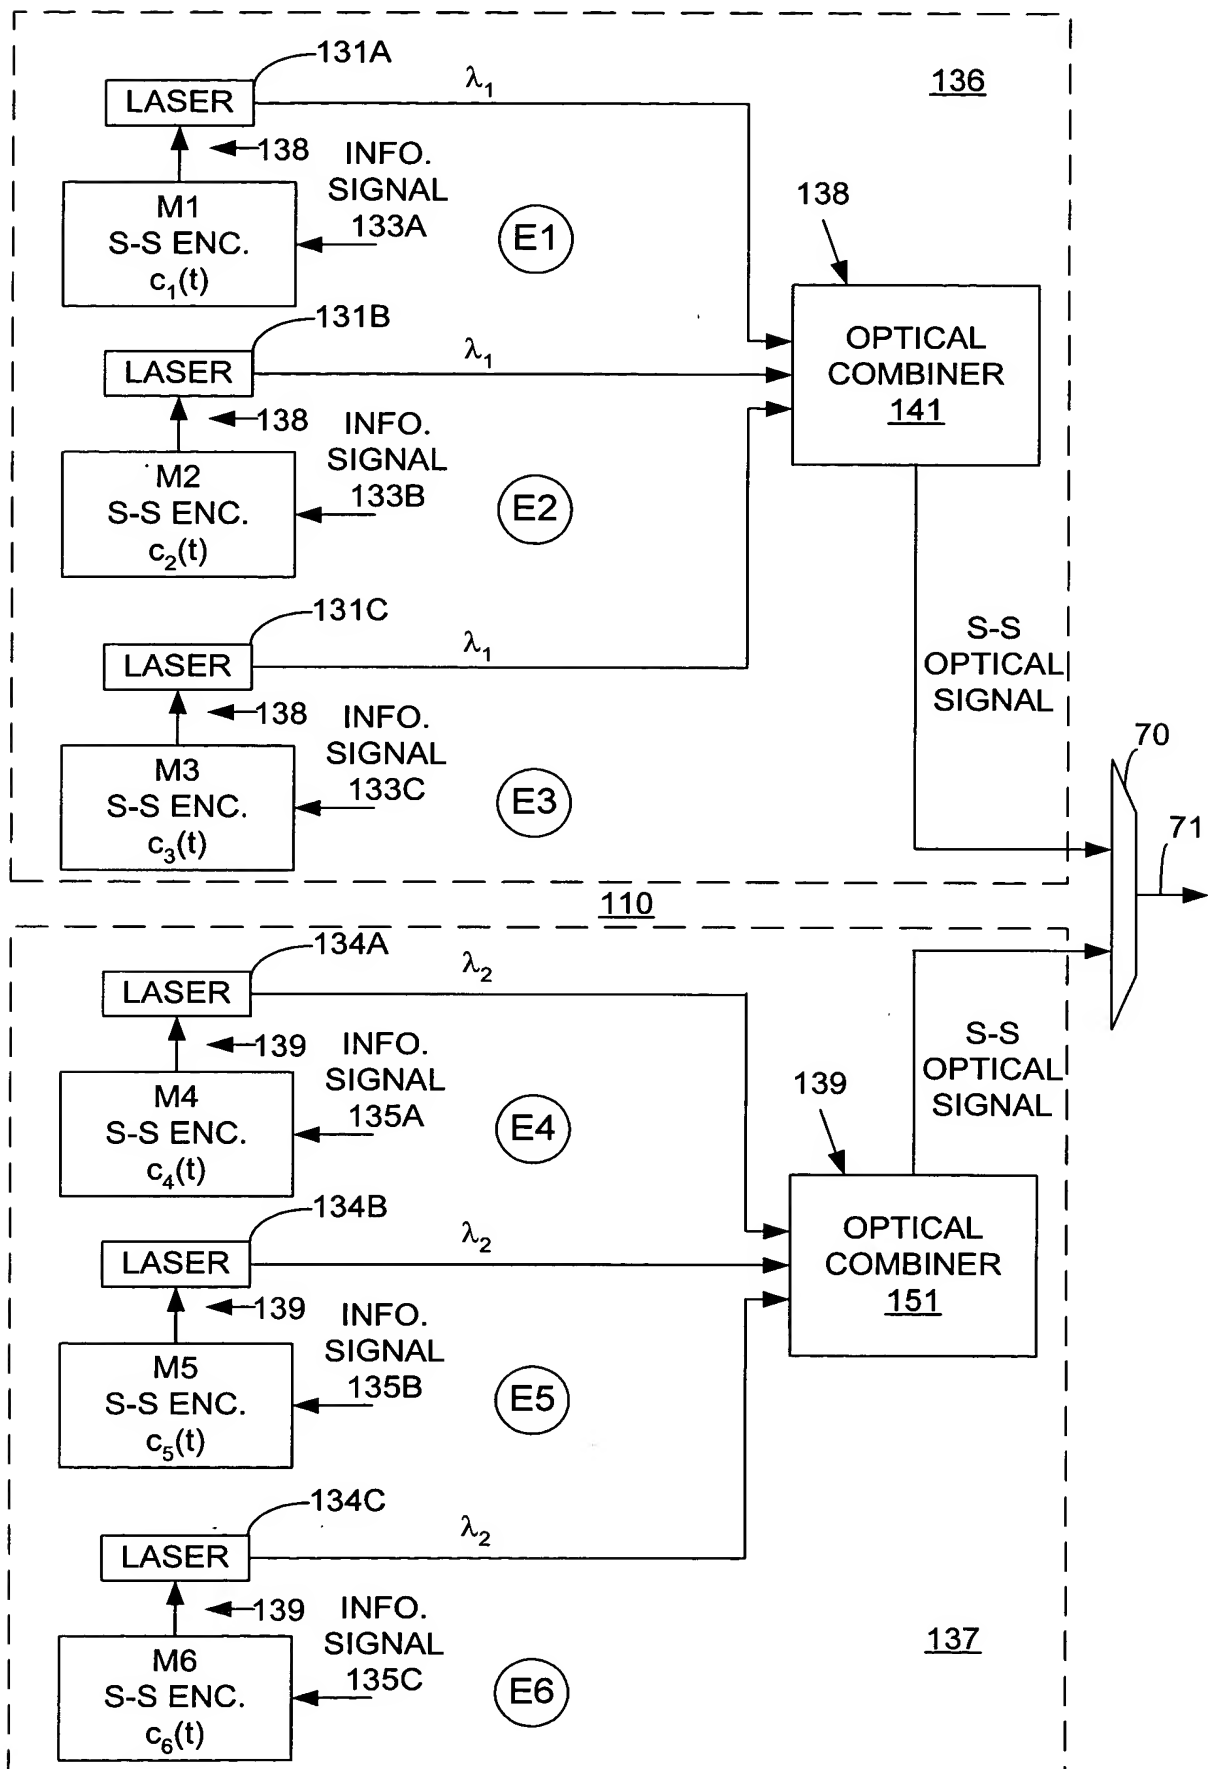 131A
λ1
136
LASER
138
INFO.
SIGNAL
133A
M1
S-S ENC.
c1(t)
E1
138
131B
λ1
LASER
OPTICAL
COMBINER
141
138
INFO.
SIGNAL
133B
M2
S-S ENC.
c2(t)
E2
131C
λ1
LASER
S-S
OPTICAL
SIGNAL
138
INFO.
SIGNAL
133C
M3
S-S ENC.
c3(t)
E3
70
71
110
134A
λ2
LASER
139
INFO.
SIGNAL
135A
M4
S-S ENC.
c4(t)
E4
S-S
OPTICAL
SIGNAL
139
134B
λ2
LASER
OPTICAL
COMBINER
151
139
INFO.
SIGNAL
135B
M5
S-S ENC.
c5(t)
E5
134C
λ2
LASER
139
INFO.
SIGNAL
135C
M6
S-S ENC.
c6(t)
E6
137